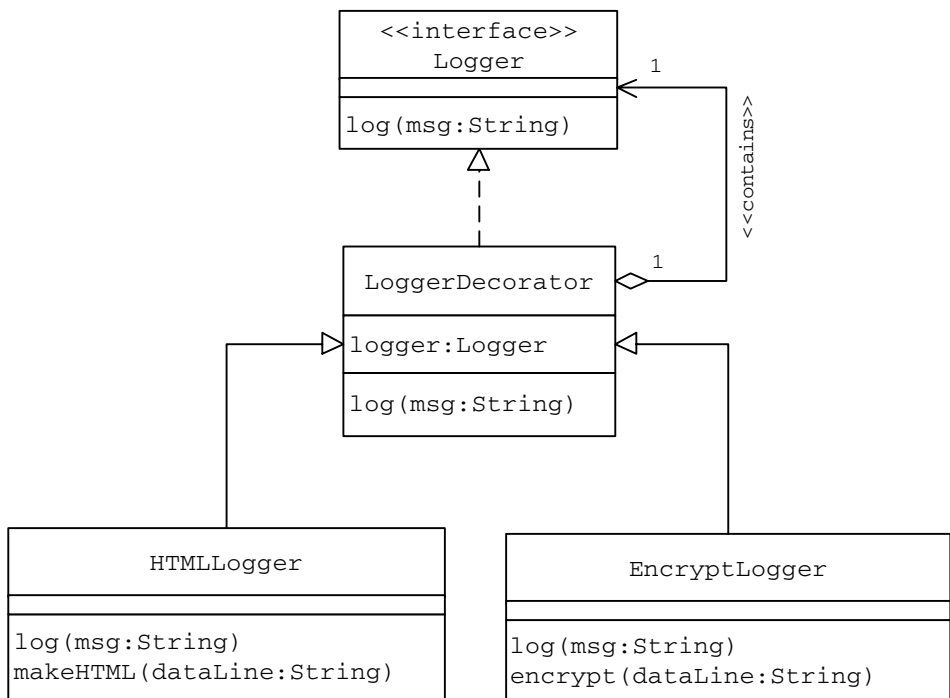 <<interface>>
Logger
1
log(msg:String)
<<contains>>
LoggerDecorator
1
logger:Logger
log(msg:String)
HTMLLogger
log(msg:String)
makeHTML(dataLine:String)
EncryptLogger
log(msg:String)
encrypt(dataLine:String)